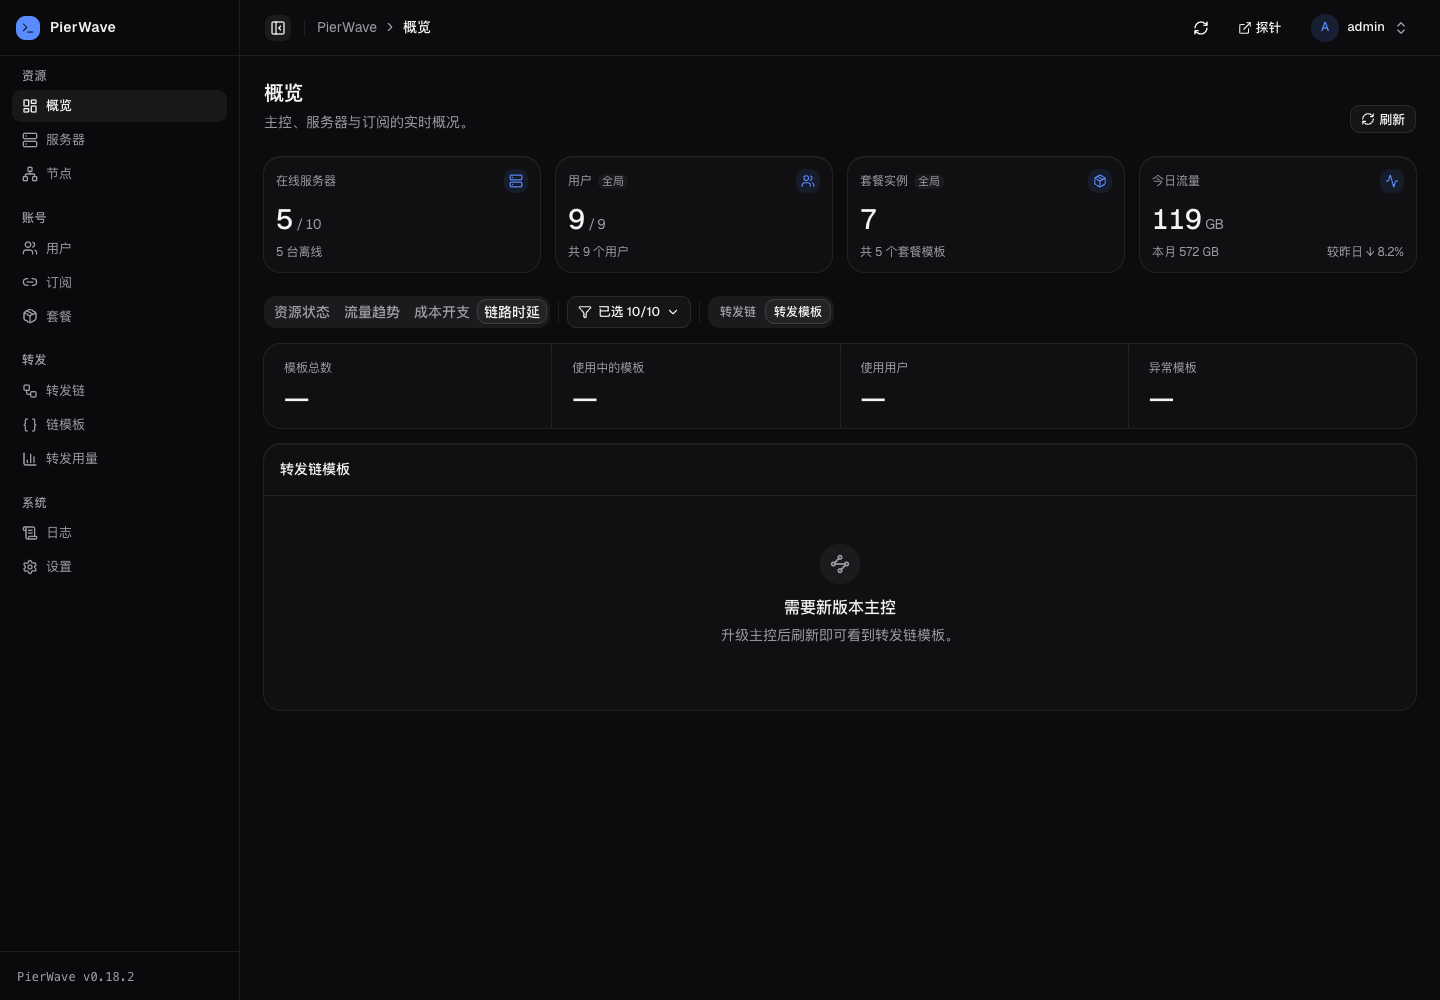 PierWave
PierWave > 概览
探针
A admin
资源
概览
服务器
节点
账号
用户
订阅
套餐
转发
转发链
链模板
转发用量
系统
日志
设置
PierWave v0.18.2
概览
主控、服务器与订阅的实时概况。
刷新
在线服务器
5 / 10
5 台离线
用户 全局
9 / 9
共 9 个用户
套餐实例 全局
7
共 5 个套餐模板
今日流量
119 GB
本月 572 GB 较昨日 ↓ 8.2%
资源状态 流量趋势 成本开支 链路时延 已选 10/10 转发链 转发模板
模板总数
—
使用中的模板
—
使用用户
—
异常模板
—
转发链模板
需要新版本主控
升级主控后刷新即可看到转发链模板。